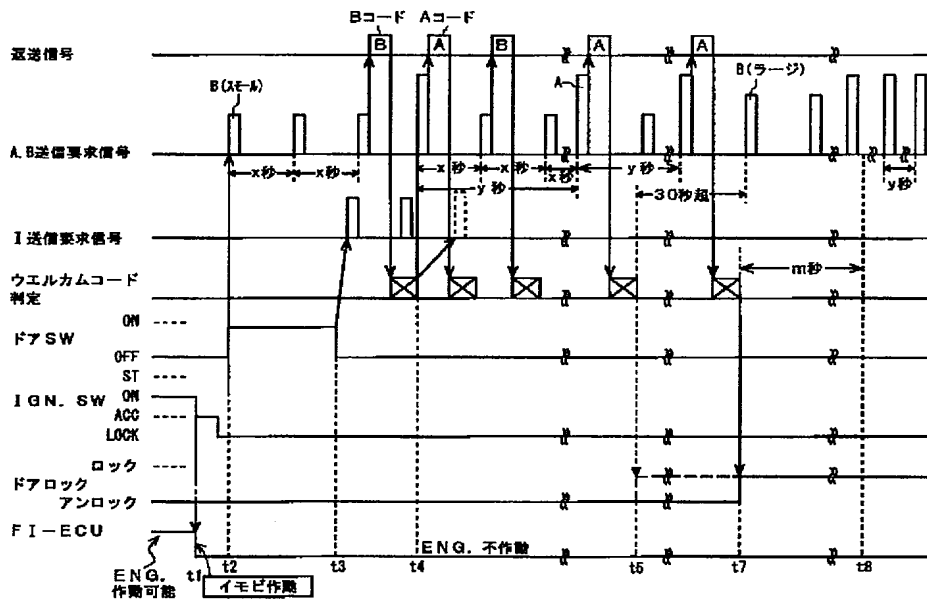 Bコード Aコード
返送信号
B A B A A
B(スモール)
A
B(ラージ)
A.B送信要求信号
x秒 x秒 x秒 x秒 x秒 y秒 y秒
y秒 30秒超
I送信要求信号
ウエルカムコード
判定
m秒
ON
ドアSW
OFF
ST
IGN. SW
ON
ACC
LOCK
ロック
ドアロック
アンロック
FI-ECU
ENG. 不作動
ENG.
作動可能
t1 t2 t3 t4 t6 t7 t8
イモビ作動